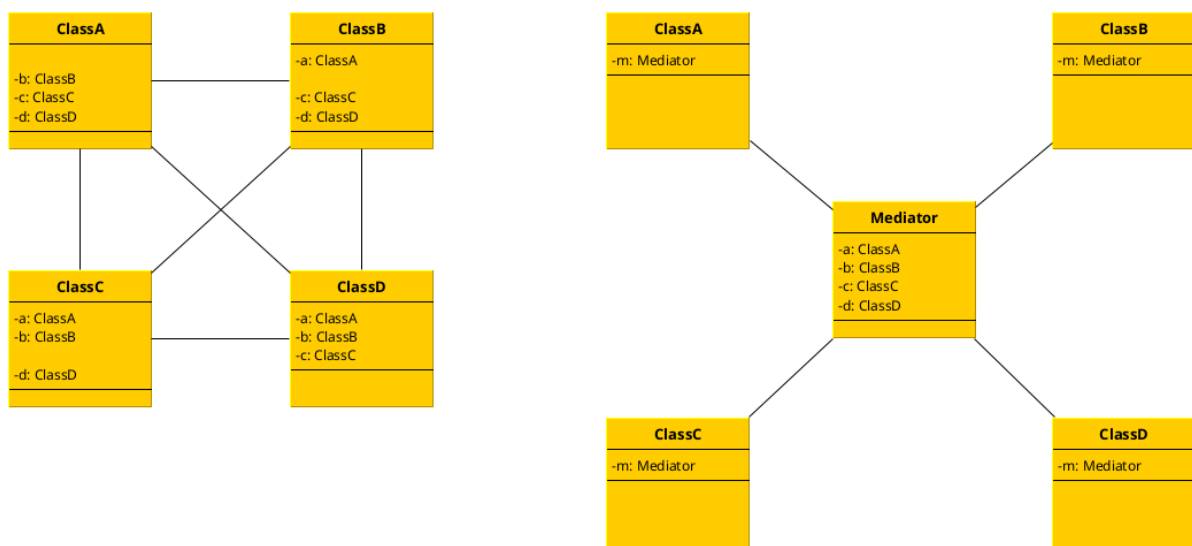 ClassA
-b: ClassB
-c: ClassC
-d: ClassD
ClassB
-a: ClassA
-c: ClassC
-d: ClassD
ClassC
-a: ClassA
-b: ClassB
-d: ClassD
ClassD
-a: ClassA
-b: ClassB
-c: ClassC
ClassA
-m: Mediator
ClassB
-m: Mediator
Mediator
-a: ClassA
-b: ClassB
-c: ClassC
-d: ClassD
ClassC
-m: Mediator
ClassD
-m: Mediator